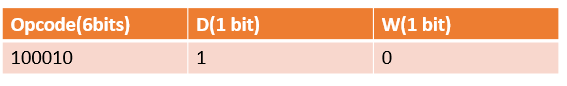 Opcode(6bits) D(1 bit) W(1 bit)
100010 1 0